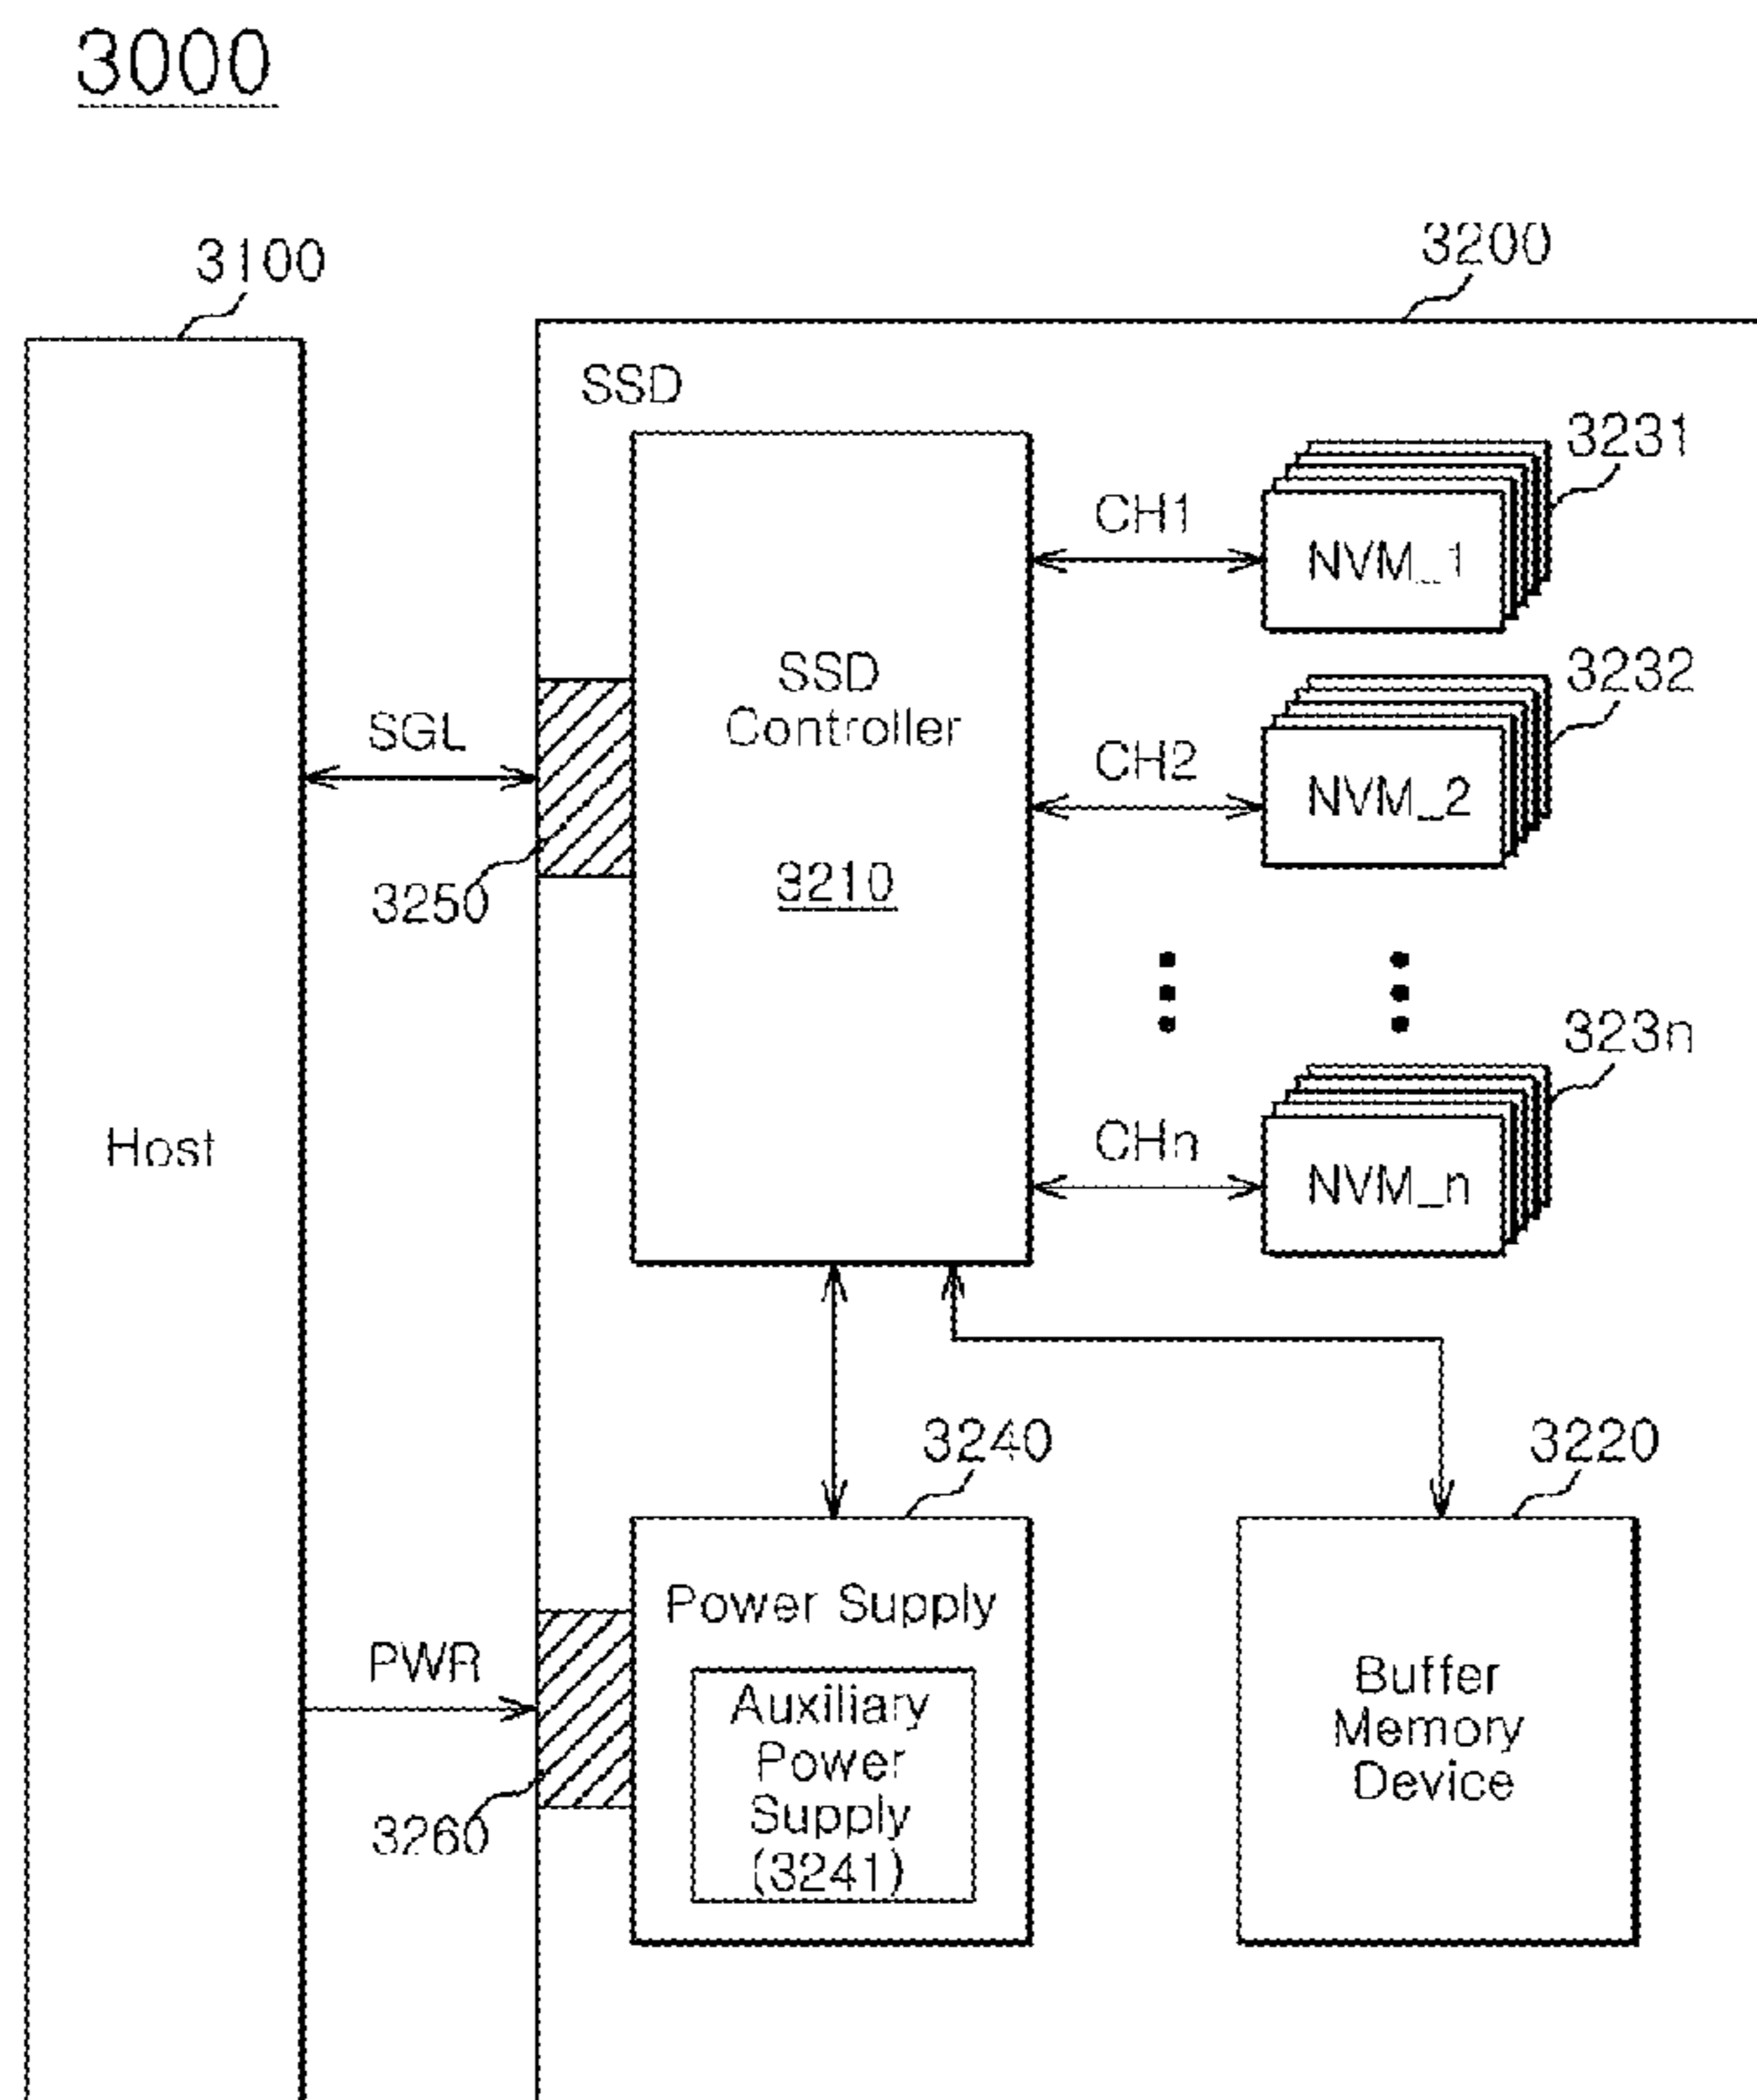 3000
3100
3200
SSD
3231
CH1
NVM_1
SSD
Controller
3210
3232
SGL
CH2
NVM_2
3250
323n
Host
CHn
NVM_n
3240
3220
Power Supply
PWR
Auxiliary
Power
Supply
(3241)
Buffer
Memory
Device
3260